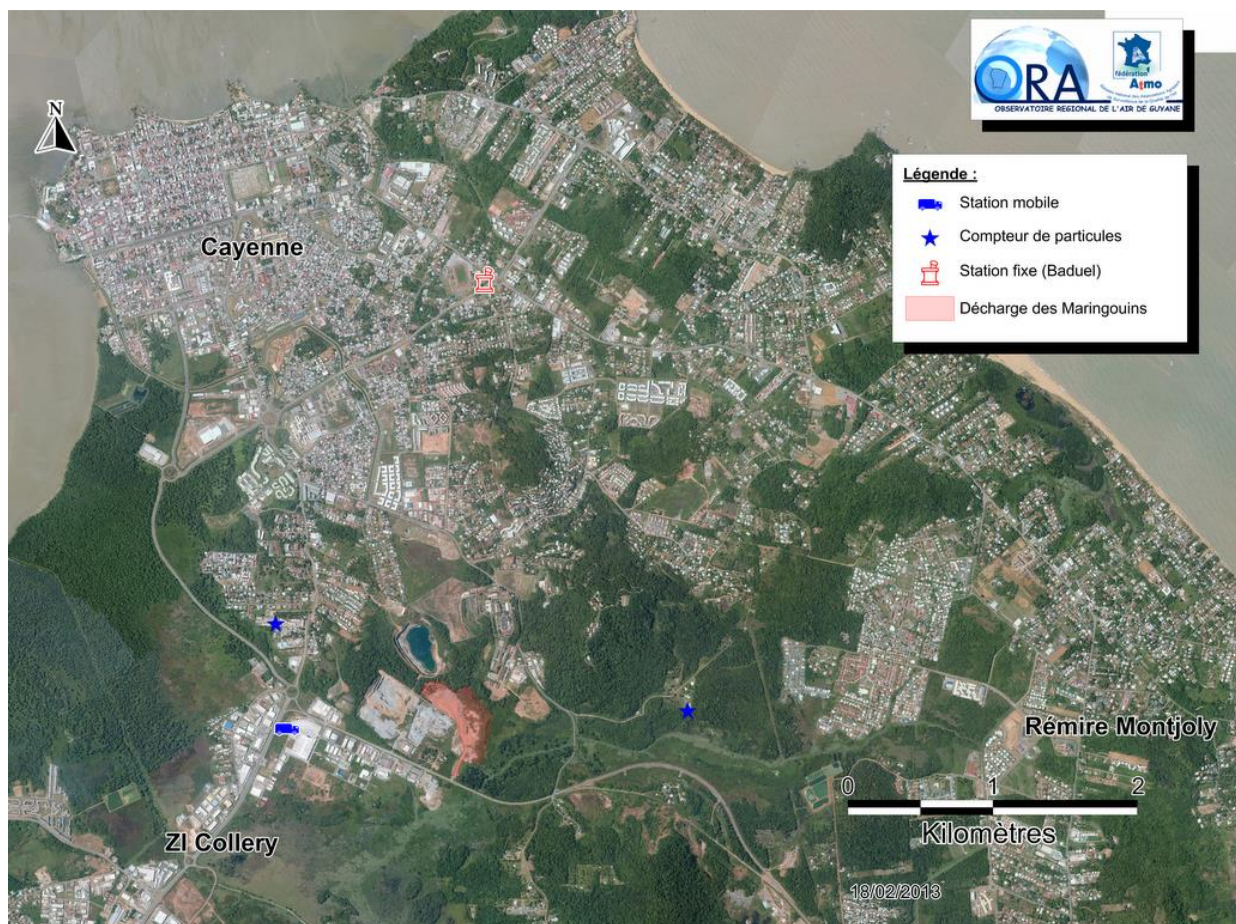 N
ORA
fédération
Atmo
OBSERVATOIRE REGIONAL DE L'AIR DE GUYANE
Légende :
Station mobile
Compteur de particules
Station fixe (Baduel)
Décharge des Maringouins
Cayenne
Rémire Montjoly
0 1 2
Kilomètres
ZI Collery
18/02/2013